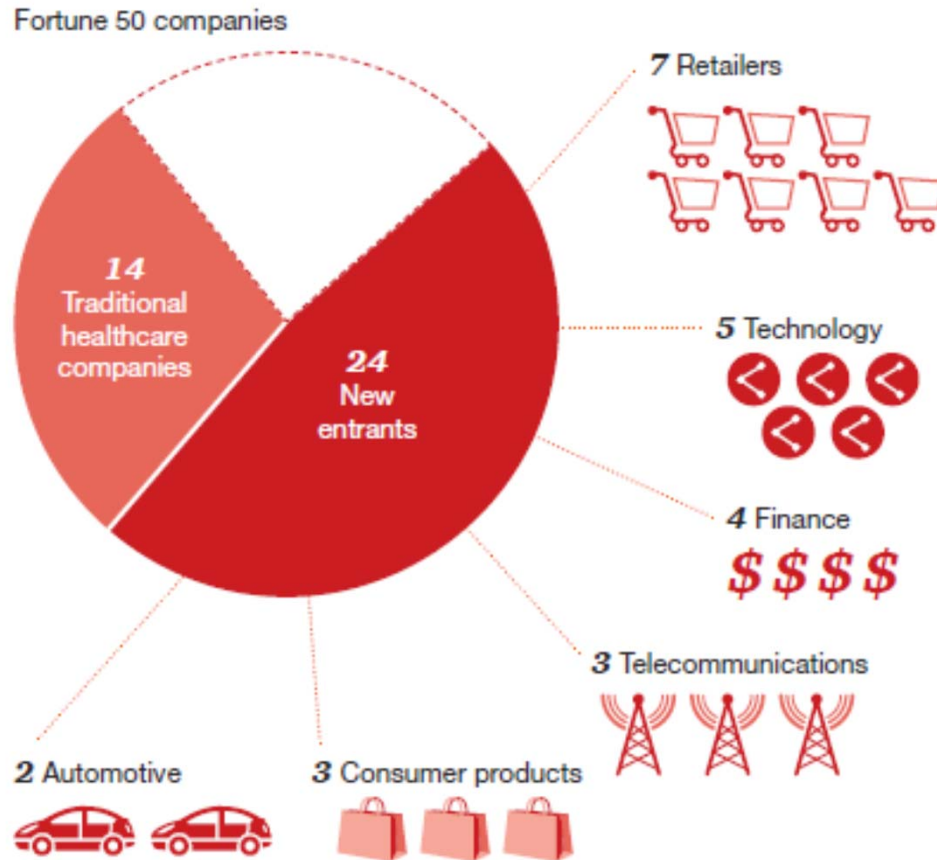 Fortune 50 companies
7 Retailers
14
Traditional
healthcare
companies
24
New
entrants
5 Technology
4 Finance
$ $ $ $
3 Telecommunications
2 Automotive
3 Consumer products